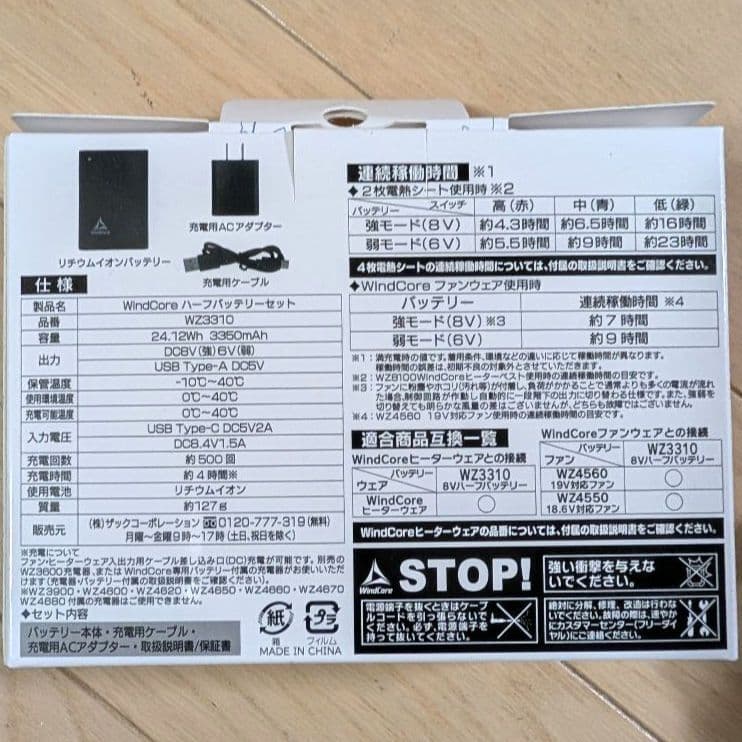 WindCore
充電用ACアダプター
リチウムイオンバッテリー
充電用ケーブル
仕様
製品名 WindCore ハーフバッテリーセット
品番 WZ3310
容量 24.12Wh 3350mAh
出力 DC8V(強)6V(弱)
USB Type-A DC5V
保管温度 -10℃~40℃
使用環境温度 0℃~40℃
充電可能温度 0℃~40℃
入力電圧 USB Type-C DC5V2A
DC8.4V1.5A
充電回数 約500回
充電時間 約4時間※
使用電池 リチウムイオン
質量 約127g
販売元 (株)ザックコーポレーション 0120-777-319(無料)
月曜~金曜9時~17時(土日、祝日を除く)
※充電について
ファン・ヒーターウェア入出力用ケーブル差し込み口(DC)充電が可能です。別売の
WZ3600充電器、または WindCore専用バッテリー付属の充電器がお使いいただ
けます(充電器・バッテリー付属の取扱説明書をご確認ください)。
※WZ3900・WZ4600・WZ4620・WZ4650・WZ4660・WZ4670
WZ4680 付属の充電器はご使用できません。
◆セット内容
バッテリー本体・充電用ケーブル・
充電用ACアダプター・取扱説明書/保証書
紙
箱
プラ
フィルム
MADE IN CHINA
連続稼働時間 ※1
◆2枚電熱シート使用時 ※2
バッテリー スイッチ 高(赤) 中(青) 低(緑)
強モード(8V) 約4.3時間 約6.5時間 約16時間
弱モード(6V) 約5.5時間 約9時間 約23時間
4枚電熱シートの連続稼働時間については、付属の取扱説明書をご確認ください。
◆WindCore ファンウェア使用時
バッテリー 連続稼働時間 ※4
強モード(8V)※3 約7時間
弱モード(6V) 約9時間
※1:満充電時の値です。着用条件、環境などの違いに応じて稼働時間が異なります。
稼働時間の誤差は、初期不良の対象外とさせていただきます。
※2:WZ8100WindCoreヒーターベスト使用時の連続稼働時間の目安です。
※3:ファンに粉塵やホコリ(汚れ等)が付着し、負荷がかかることで通常よりも多くの電流が流れ
た場合、制御回路が作動し自動的に一段階下の出力に切り替わる仕様です。また、強弱を
切り替えても明らかな風量の差はございませんが、どちらも故障ではございません。
※4:WZ4560 19V対応ファン使用時の連続稼働時間の目安です。
適合商品互換一覧
WindCoreヒーターウェアとの接続
ウェア バッテリー WZ3310
8Vハーフバッテリー
WindCore
ヒーターウェア ○
WindCoreファンウェアとの接続
ファン バッテリー WZ3310
8Vハーフバッテリー
WZ4560
19V対応ファン ○
WZ4550
18.6V対応ファン ○
WindCoreヒーターウェアの品番については、付属の取扱説明書をご確認ください。
WindCore
STOP!
強い衝撃を与えな
いでください。
電源端子を抜くときはケーブ
ルコードを引っ張らないで
ください。必ず、電源端子を
持って抜いてください。
絶対に分解、修理、改造は行わな
いでください。故障の際は、速やか
にカスタマーセンター(フリーダイ
ヤル)にご連絡ください。